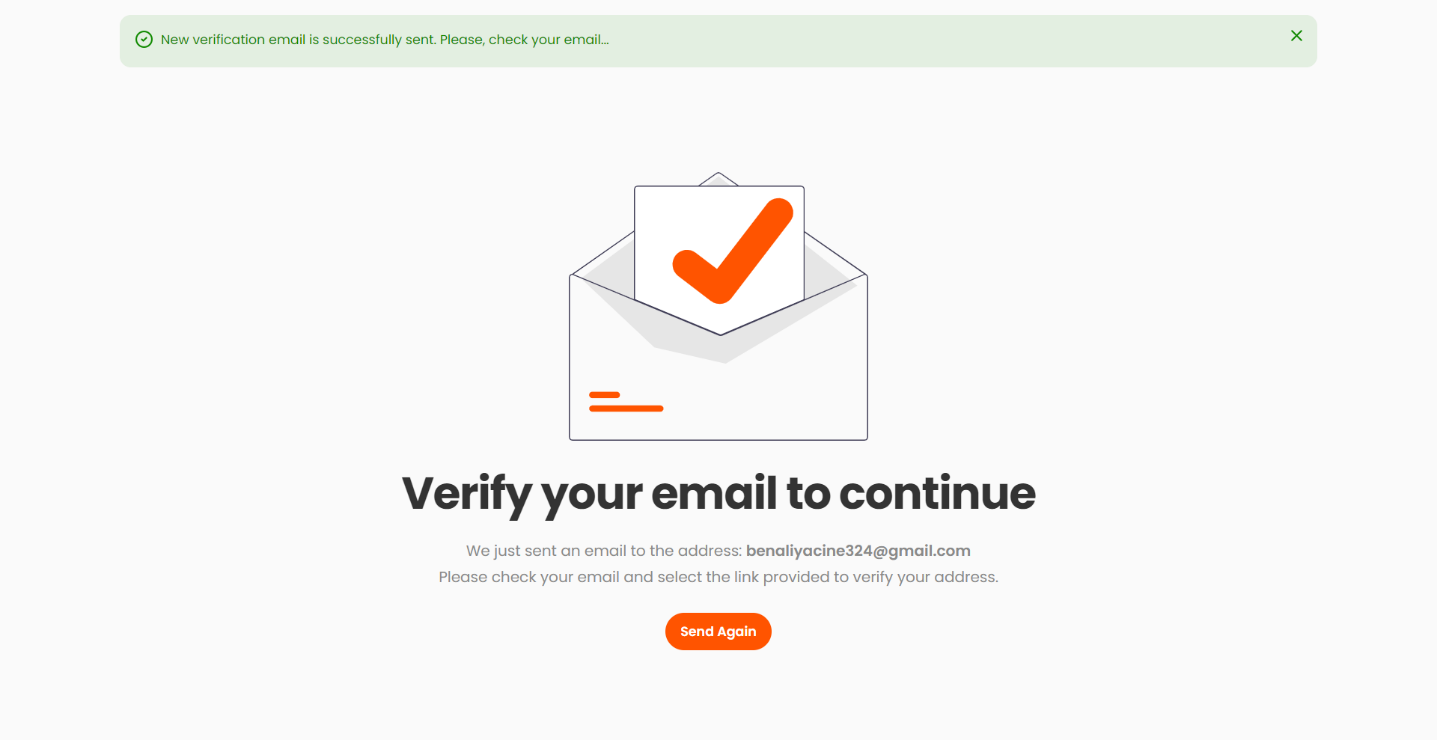 New verification email is successfully sent. Please, check your email...
Verify your email to continue
We just sent an email to the address: benaliyacine324@gmail.com
Please check your email and select the link provided to verify your address.
Send Again